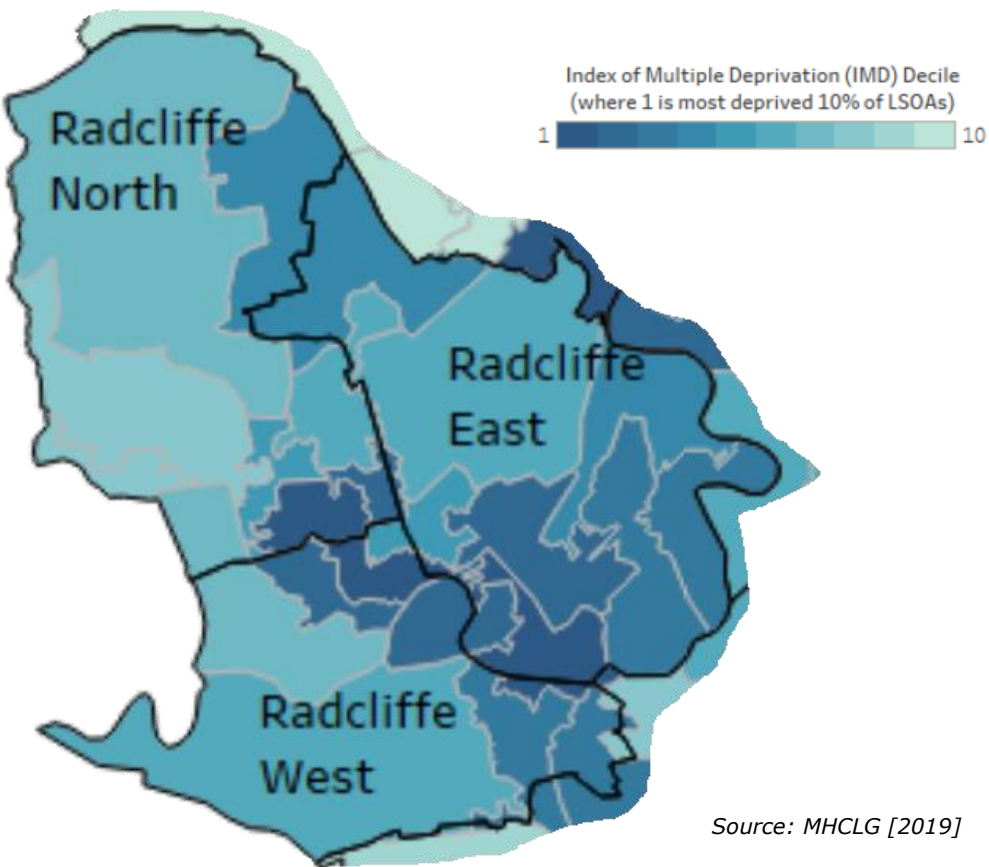 Index of Multiple Deprivation (IMD) Decile
(where 1 is most deprived 10% of LSOAs)
1 10
Radcliffe
North
Radcliffe
East
Radcliffe
West
Source: MHCLG [2019]